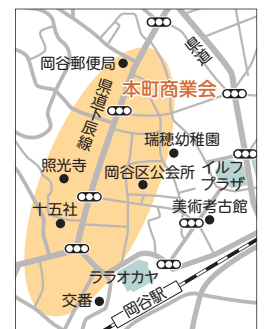 県道
岡谷郵便局
本町商業会
県道下辰線
瑞穂幼稚園
照光寺
岡谷区公会所
イルフ
プラザ
十五社
美術考古館
ララオカヤ
交番
岡谷駅